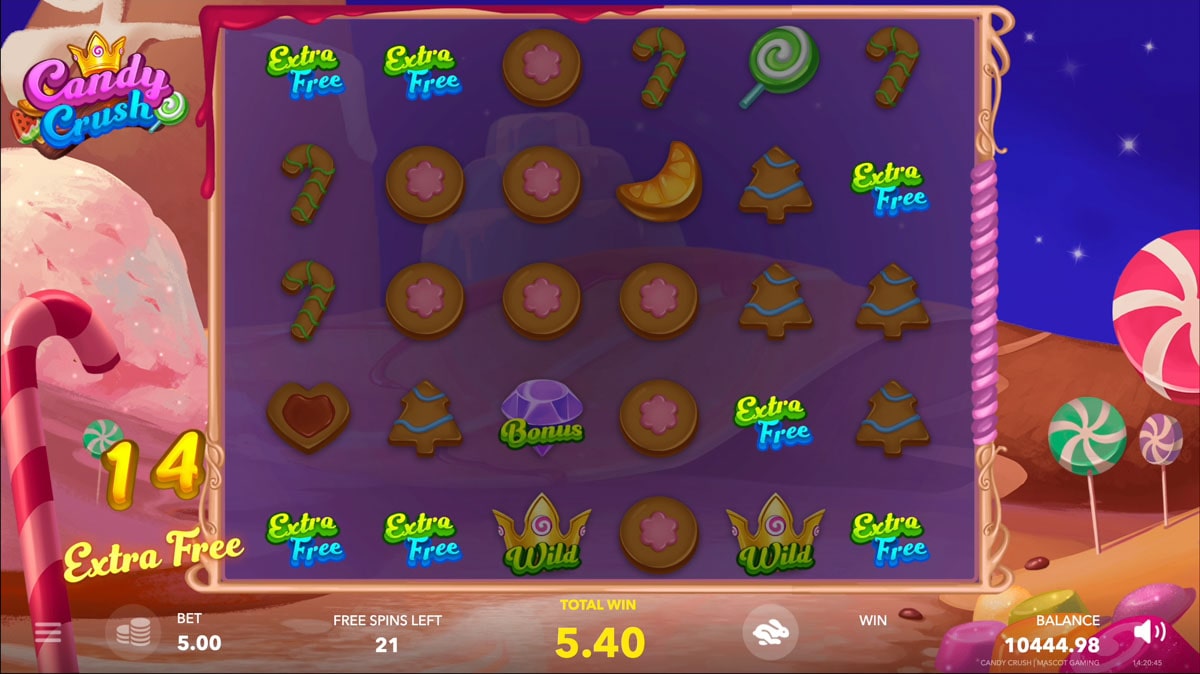 Candy
Crush
Extra
Free
Extra
Free
Extra
Free
Bonus
Extra
Free
14
Extra Free
Extra
Free
Extra
Free
Wild
Wild
Extra
Free
BET
5.00
FREE SPINS LEFT
21
TOTAL WIN
5.40
WIN
BALANCE
10444.98
CANDY CRUSH | MASCOT GAMING
14:20:45